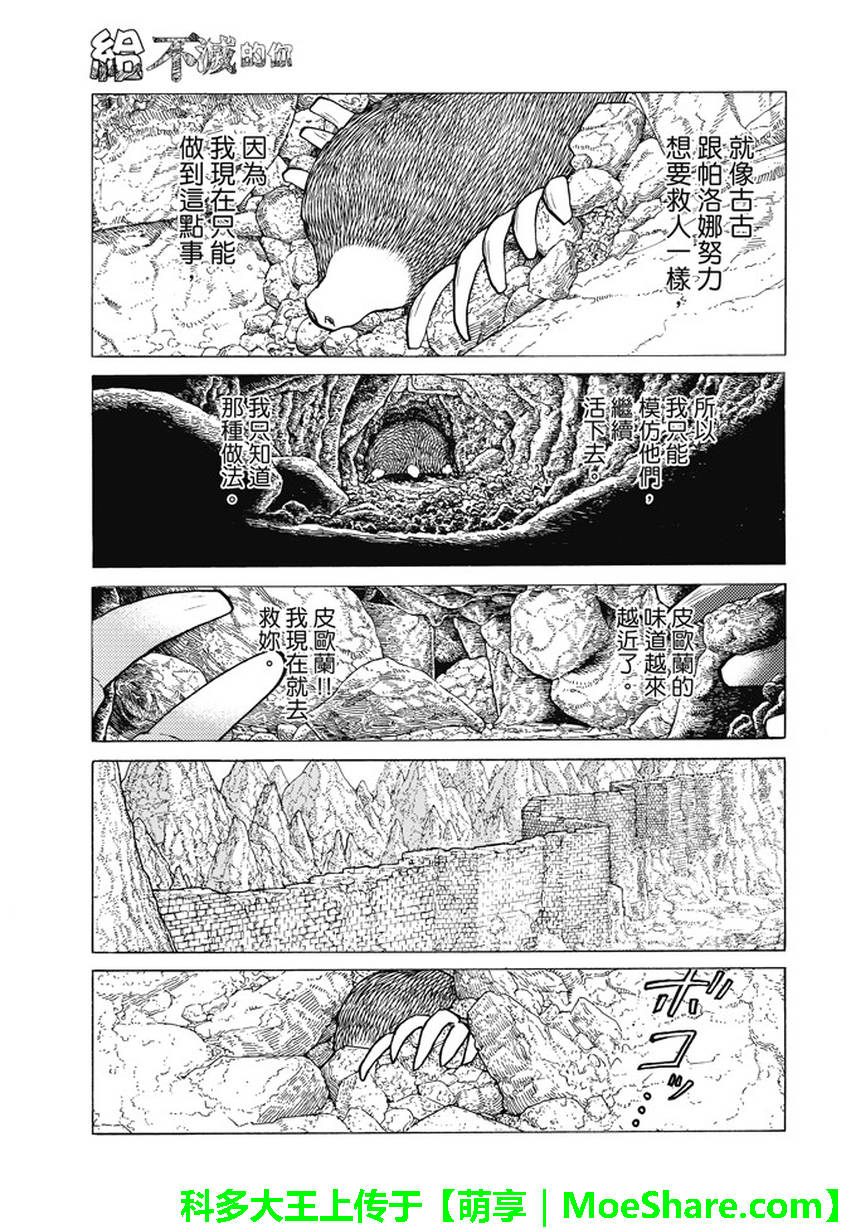 給不滅的你
就像古古
跟帕洛娜努力
想要救人一樣，
因為
我現在只能
做到這點事，
所以
我只能
模仿他們，
繼續
活下去。
我只知道
那種做法。
皮歐蘭的
味道越來
越近了。
皮歐蘭!!
我現在就去
救妳。
ボコッ…
科多大王上传于【萌享｜MoeShare.com】